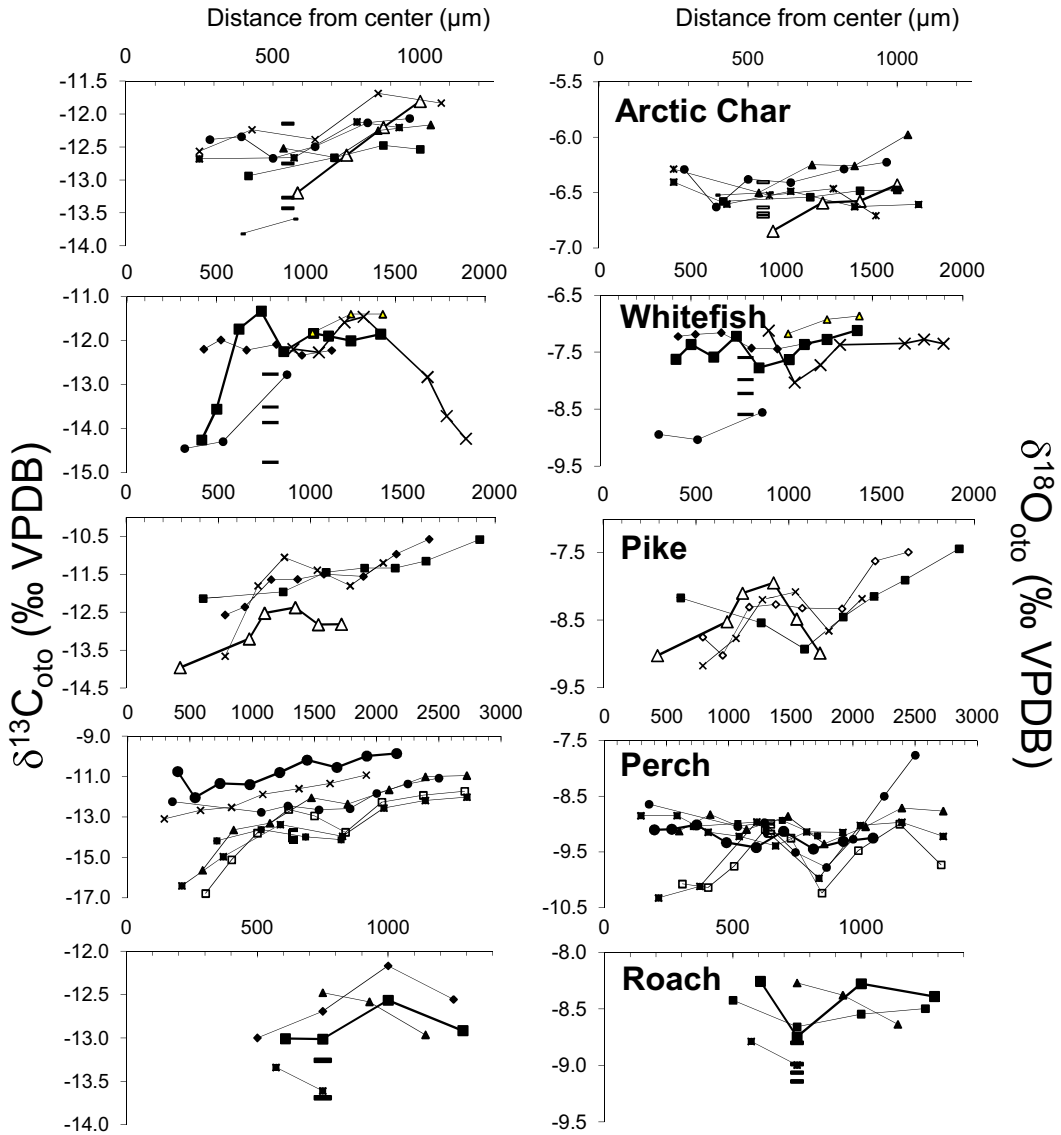 Distance from center (μm) Distance from center (μm)
0 500 1000 0 500 1000
-11.5 -5.5
Arctic Char
-12.0
-12.5 -6.0
-13.0 -6.5
-13.5
-14.0 -7.0
0 500 1000 1500 2000 0 500 1000 1500 2000
-11.0 -6.5
Whitefish
-12.0 -7.5
-13.0
-14.0 -8.5
-15.0 -9.5
0 500 1000 1500 2000 0 500 1000 1500 2000
-10.5 Pike
-7.5
-11.5
-12.5 -8.5
-13.5
-14.5 -9.5
0 500 1000 1500 2000 2500 3000 0 500 1000 1500 2000 2500 3000
-9.0 -7.5
Perch
-11.0 -8.5
-13.0
-15.0 -9.5
-17.0 -10.5
500 1000 500 1000
-12.0 -8.0
Roach
-12.5 -8.5
-13.0 -9.0
-13.5
-14.0 -9.5
δ13Coto (‰ VPDB)
δ18Ooto (‰ VPDB)